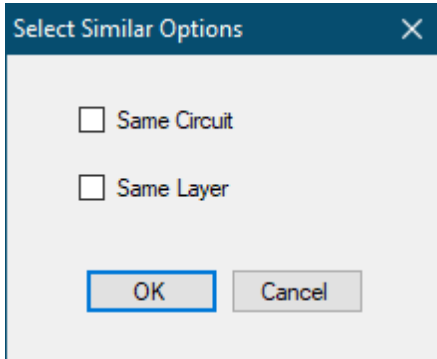 Select Similar Options
Same Circuit
Same Layer
OK Cancel